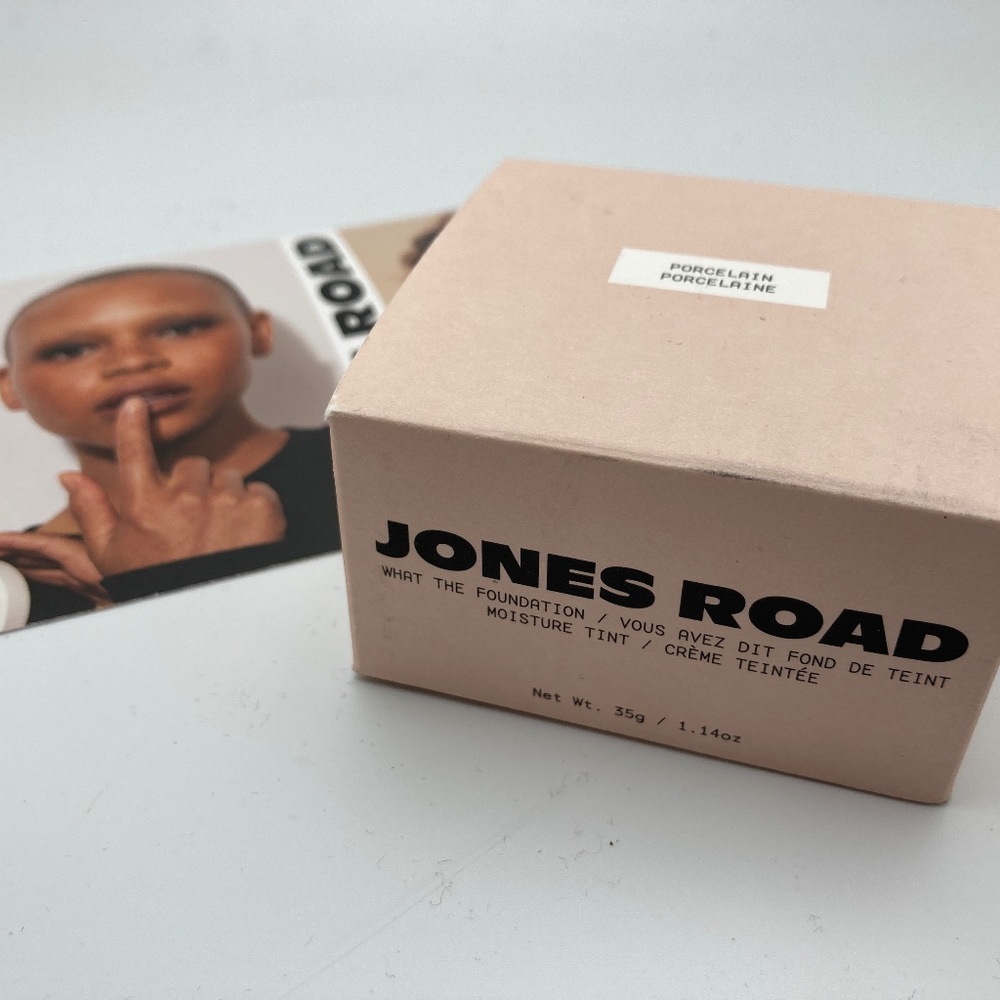 ROAD
PORCELAIN
PORCELAINE
JONES ROAD
WHAT THE FOUNDATION / VOUS AVEZ DIT FOND DE TEINT
MOISTURE TINT / CRÈME TEINTÉE
Net Wt. 35g / 1.14oz